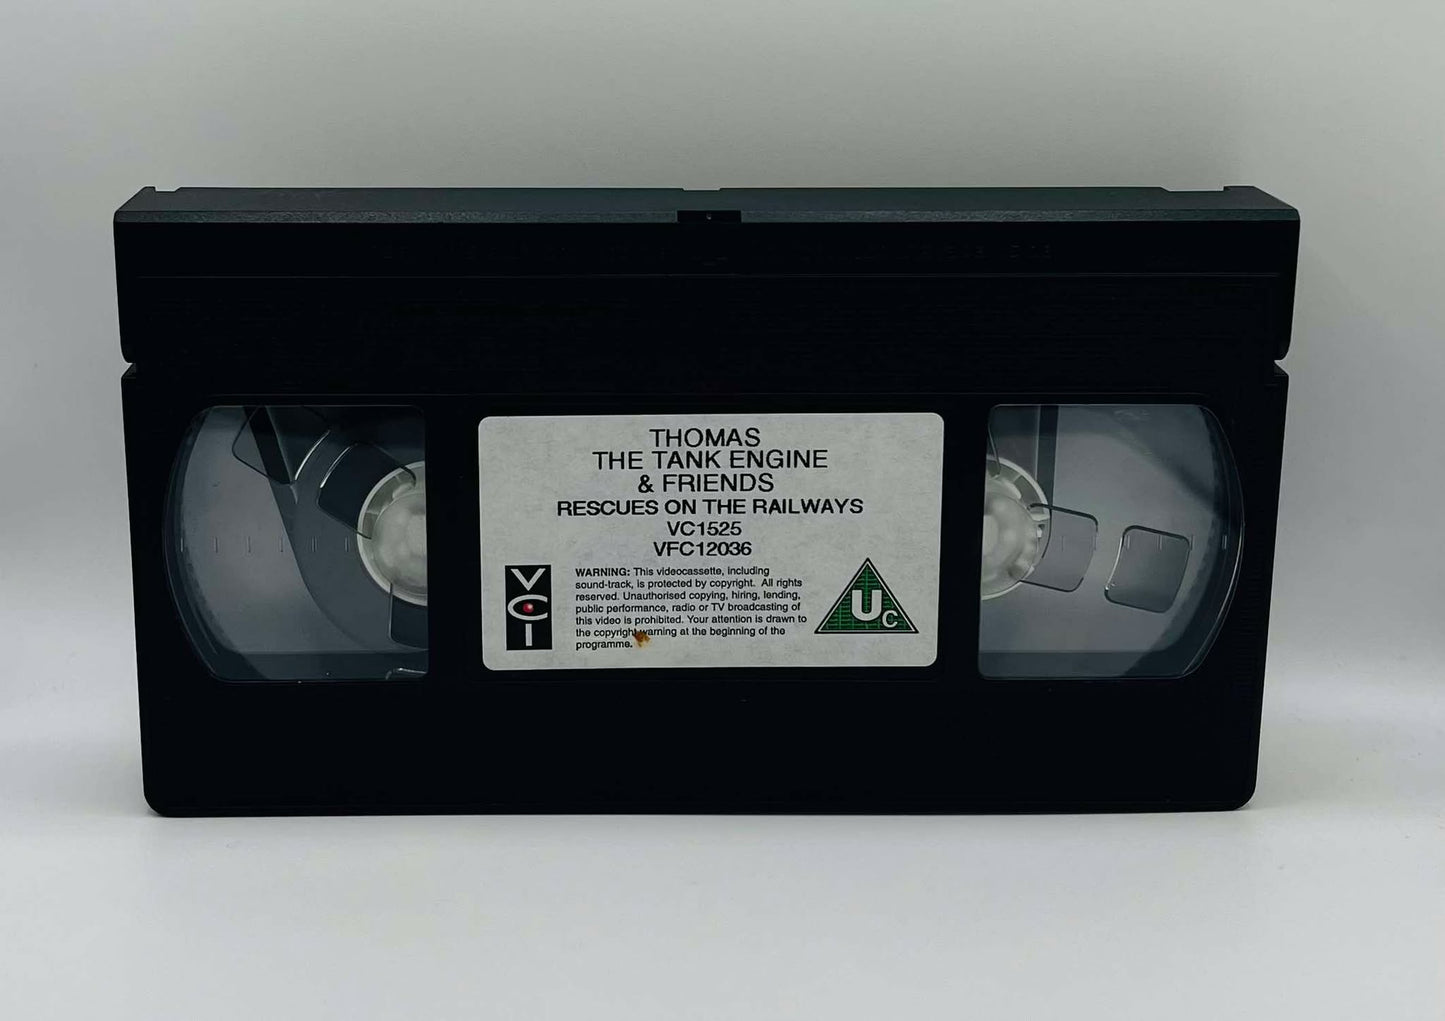 THOMAS
THE TANK ENGINE
& FRIENDS
RESCUES ON THE RAILWAYS
VC1525
VFC12036
VCI
WARNING: This videocassette, including
sound-track, is protected by copyright. All rights
reserved. Unauthorised copying, hiring, lending,
public performance, radio or TV broadcasting of
this video is prohibited. Your attention is drawn to
the copyright warning at the beginning of the
programme.
Uc